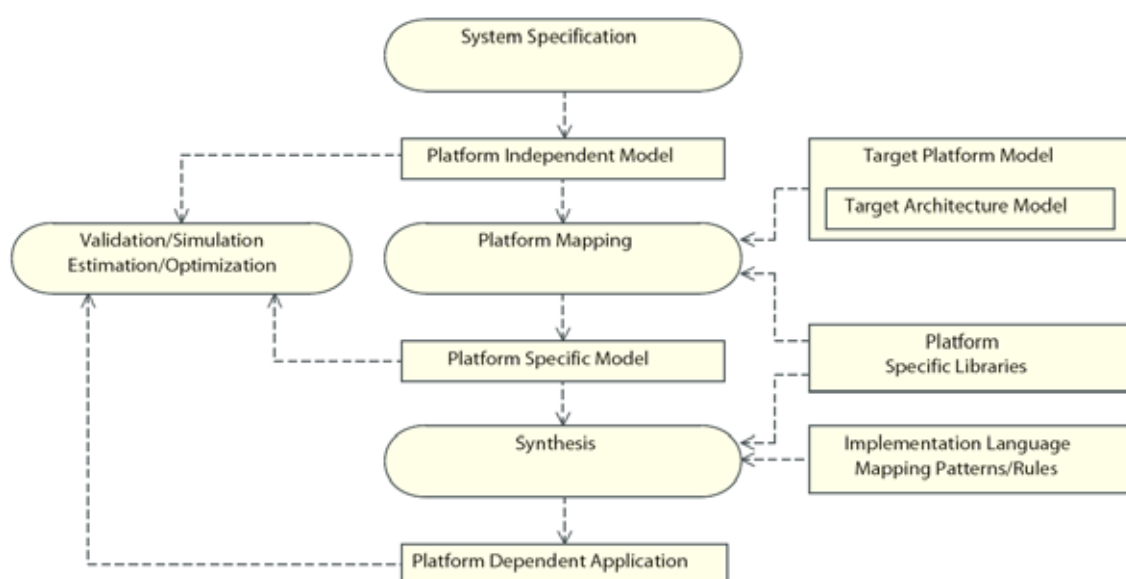 System Specification
Platform Independent Model
Target Platform Model
Target Architecture Model
Validation/Simulation
Estimation/Optimization
Platform Mapping
Platform Specific Model
Platform
Specific Libraries
Synthesis
Implementation Language
Mapping Patterns/Rules
Platform Dependent Application